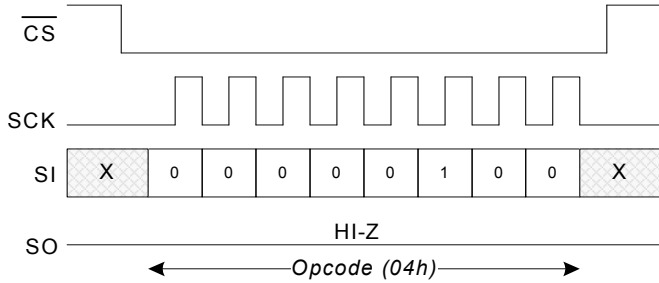 CS
SCK
SI X 0 0 0 0 0 1 0 0 X
HI-Z
SO
Opcode (04h)